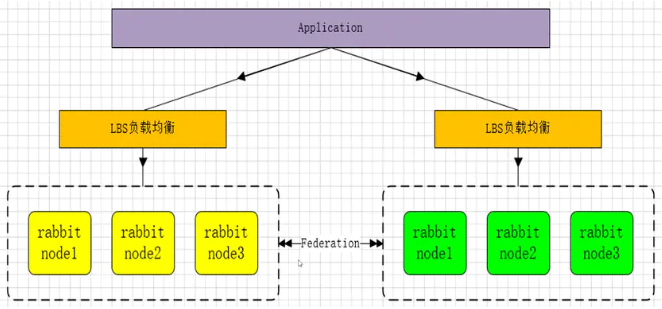 Application
LBS负载均衡
LBS负载均衡
rabbit
node1
rabbit
node2
rabbit
node3
Federation
rabbit
node1
rabbit
node2
rabbit
node3